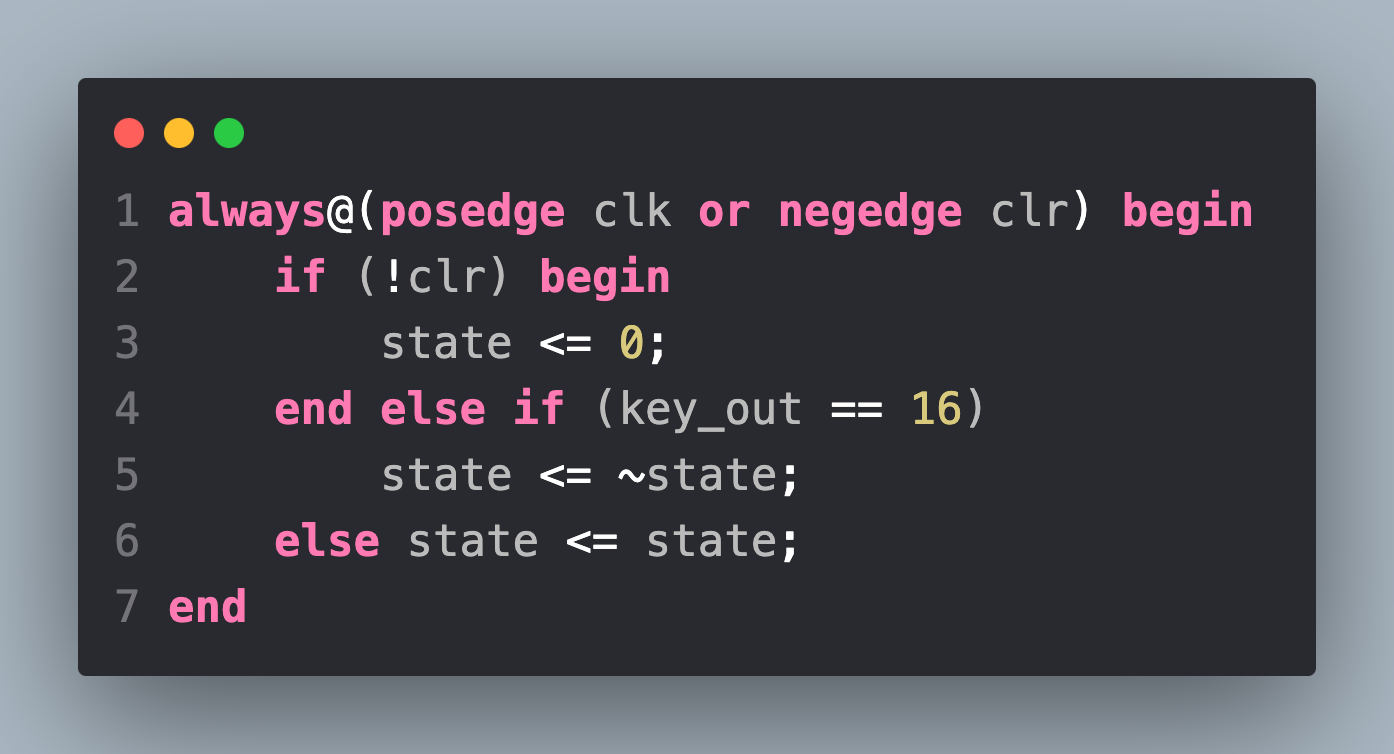 1 always@(posedge clk or negedge clr) begin
2     if (!clr) begin
3         state <= 0;
4     end else if (key_out == 16)
5         state <= ~state;
6     else state <= state;
7 end